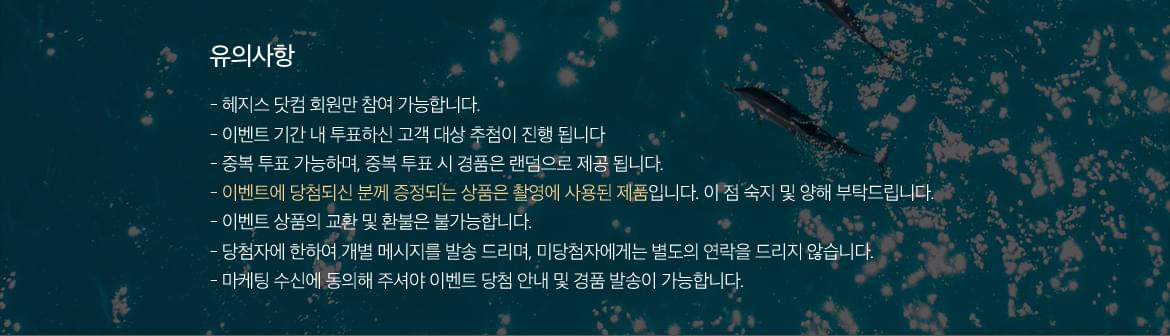 유의사항
- 헤지스 닷컴 회원만 참여 가능합니다.
- 이벤트 기간 내 투표하신 고객 대상 추첨이 진행 됩니다
- 중복 투표 가능하며, 중복 투표 시 경품은 랜덤으로 제공 됩니다.
- 이벤트에 당첨되신 분께 증정되는 상품은 촬영에 사용된 제품입니다. 이 점 숙지 및 양해 부탁드립니다.
- 이벤트 상품의 교환 및 환불은 불가능합니다.
- 당첨자에 한하여 개별 메시지를 발송 드리며, 미당첨자에게는 별도의 연락을 드리지 않습니다.
- 마케팅 수신에 동의해 주셔야 이벤트 당첨 안내 및 경품 발송이 가능합니다.